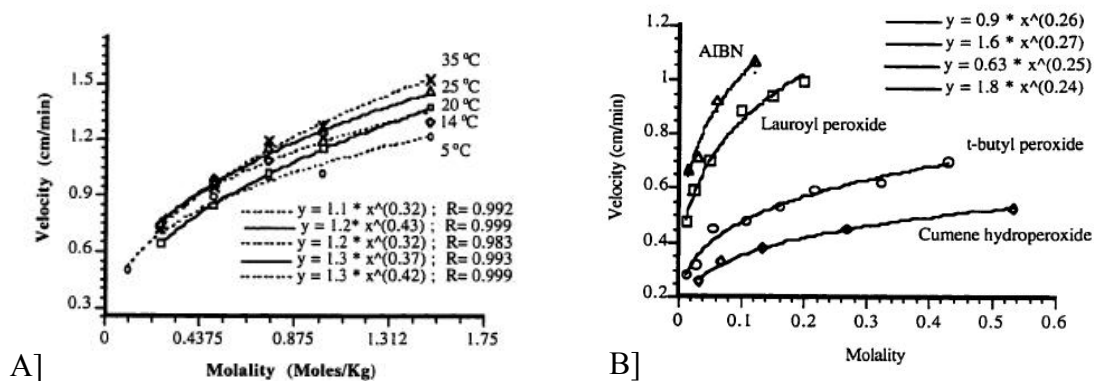 35 ºC
1.5
25 ºC
20 ºC
1.2
14 ºC
5 ºC
0.9
0.6
0.3
Velocity (cm/min)
y = 1.1 * x^(0.32) ; R= 0.992
y = 1.2* x^(0.43) ; R= 0.999
y = 1.2 * x^(0.32) ; R= 0.983
y = 1.3 * x^(0.37) ; R= 0.993
y = 1.3 * x^(0.42) ; R= 0.999
0 0.4375 0.875 1.312 1.75
Molality (Moles/Kg)
A]
1.2
1
0.8
0.6
0.4
0.2
Velocity (cm/min)
y = 0.9 * x^(0.26)
y = 1.6 * x^(0.27)
y = 0.63 * x^(0.25)
y = 1.8 * x^(0.24)
AIBN
Lauroyl peroxide
t-butyl peroxide
Cumene hydroperoxide
0 0.1 0.2 0.3 0.4 0.5 0.6
Molality
B]